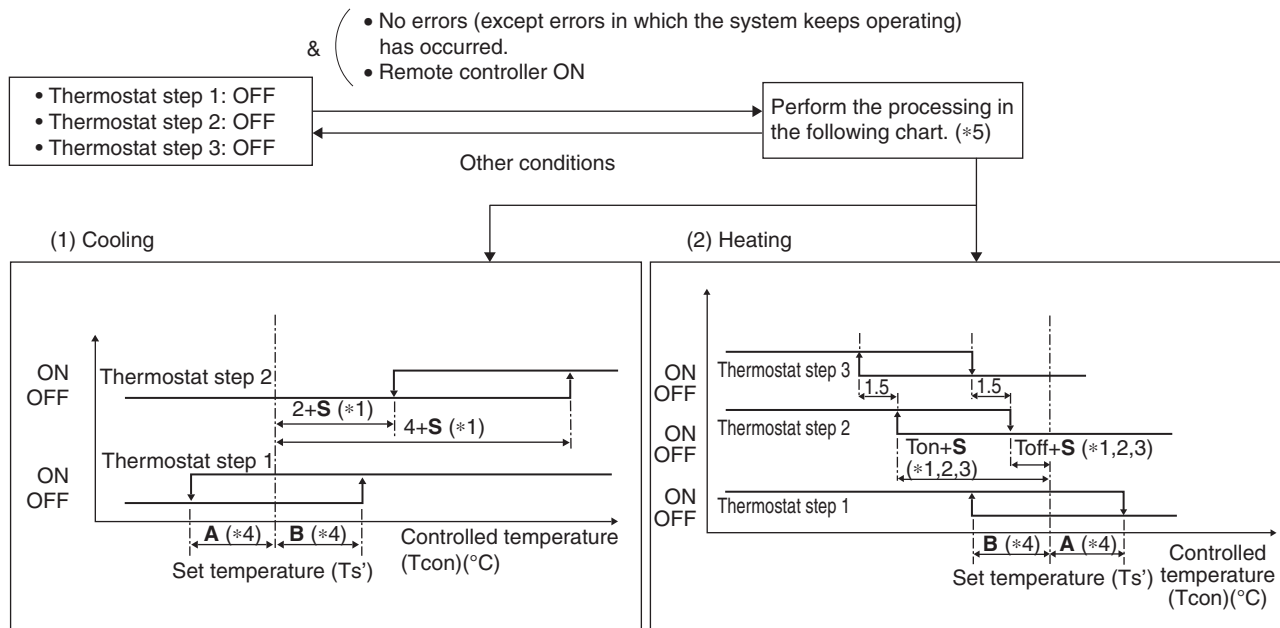 • No errors (except errors in which the system keeps operating)
has occurred.
&
• Remote controller ON
• Thermostat step 1: OFF
• Thermostat step 2: OFF
• Thermostat step 3: OFF
Perform the processing in
the following chart. (*5)
Other conditions
(1) Cooling
ON
OFF
Thermostat step 2
2+S (*1)
4+S (*1)
Thermostat step 1
ON
OFF
A (*4)
B (*4)
Controlled temperature
(Tcon)(°C)
Set temperature (Ts')
(2) Heating
ON
OFF
Thermostat step 3
1.5
1.5
ON
OFF
Thermostat step 2
Ton+S
(*1,2,3)
Toff+S (*1,2,3)
ON
OFF
Thermostat step 1
B (*4)
A (*4)
Controlled
temperature
(Tcon)(°C)
Set temperature (Ts')